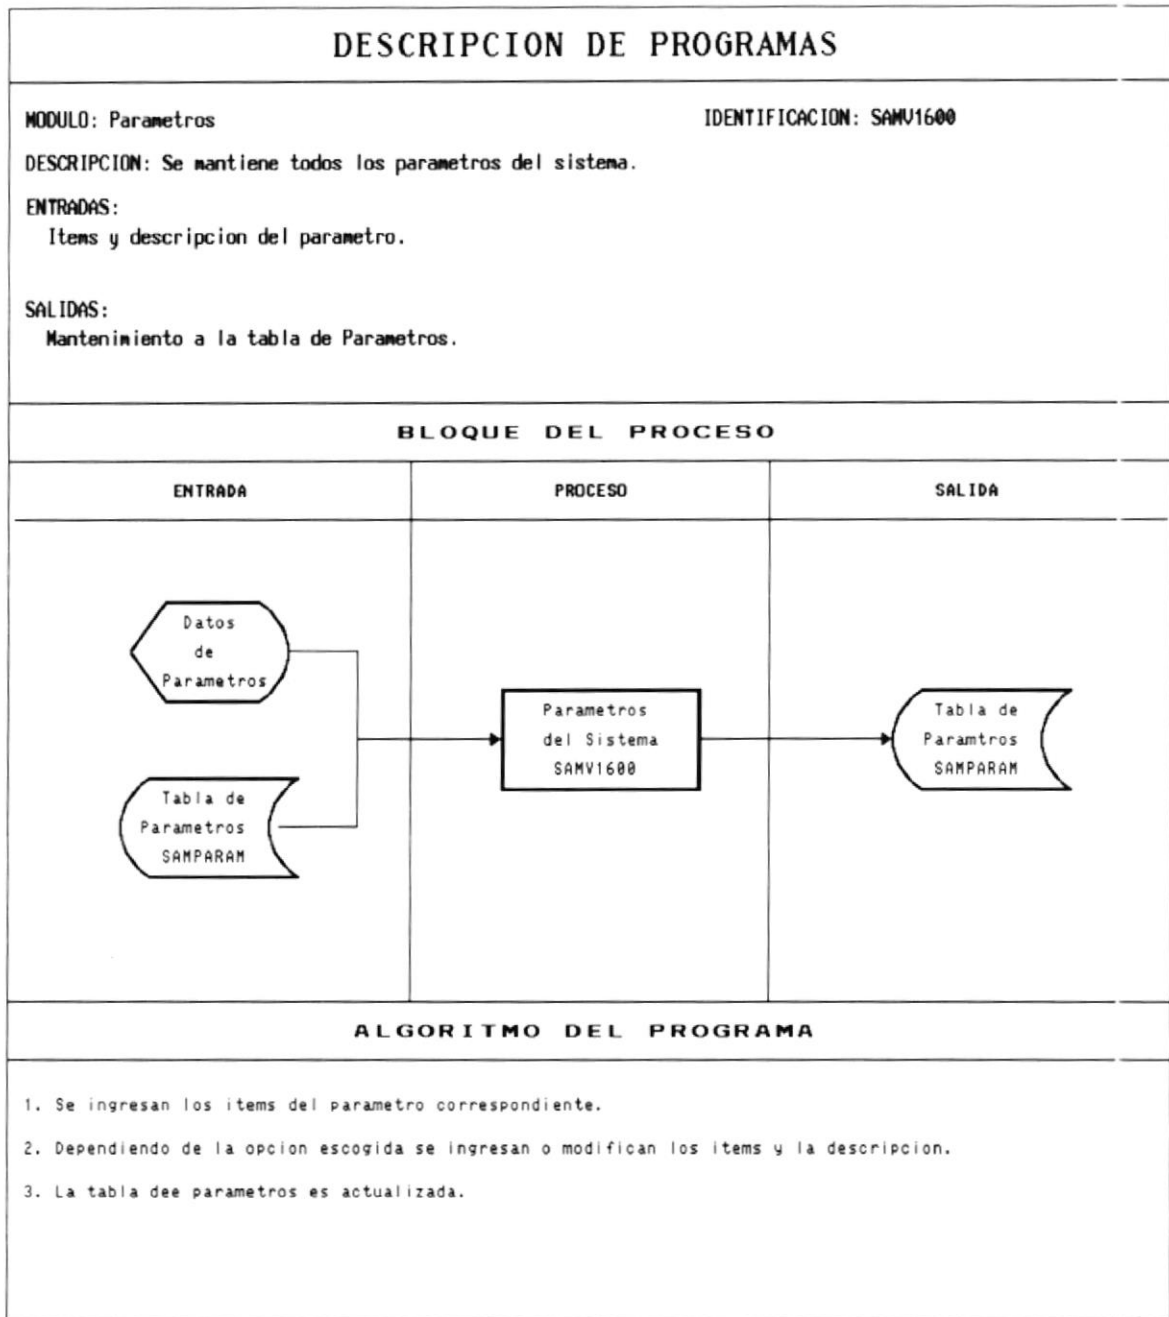 DESCRIPCION DE PROGRAMAS
MODULO: Parametros
IDENTIFICACION: SAMV1600
DESCRIPCION: Se mantiene todos los parametros del sistema.
ENTRADAS:
Items y descripcion del parametro.
SALIDAS:
Mantenimiento a la tabla de Parametros.
BLOQUE DEL PROCESO
ENTRADA
PROCESO
SALIDA
Datos
de
Parametros
Tabla de
Parametros
SAMPARAM
Parametros
del Sistema
SAMV1600
Tabla de
Paramtros
SAMPARAM
ALGORITMO DEL PROGRAMA
1. Se ingresan los items del parametro correspondiente.
2. Dependiendo de la opcion escogida se ingresan o modifican los items y la descripcion.
3. La tabla dee parametros es actualizada.